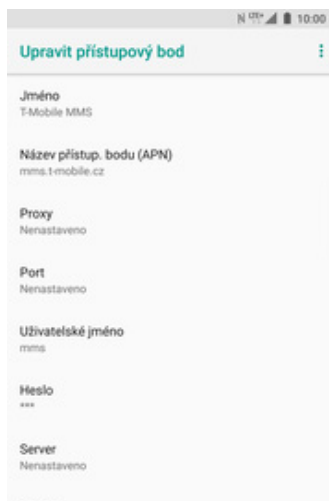 10:00
Upravit přístupový bod
Jméno
T-Mobile MMS
Název přístup. bodu (APN)
mms.t-mobile.cz
Proxy
Nenastaveno
Port
Nenastaveno
Uživatelské jméno
mms
Heslo
***
Server
Nenastaveno